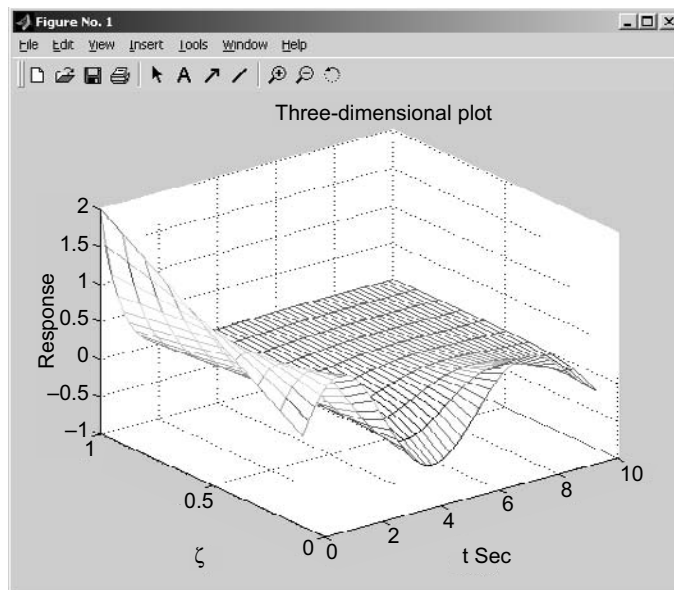 Figure No. 1
File Edit View Insert Tools Window Help
A
Three-dimensional plot
Response
2
1.5
1
0.5
0
–0.5
–1
1
0.5
0
ζ
0
2
4
6
8
10
t Sec